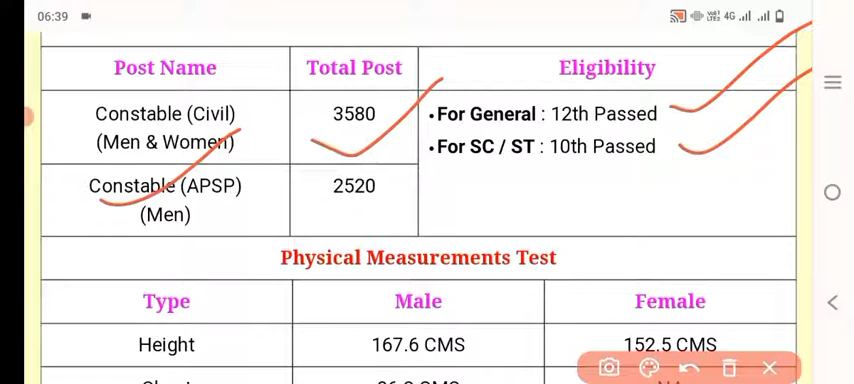 06:39
4G
Post Name Total Post Eligibility
Constable (Civil) 3580 • For General : 12th Passed
(Men & Women) • For SC / ST : 10th Passed
Constable (APSP) 2520
(Men)
Physical Measurements Test
Type Male Female
Height 167.6 CMS 152.5 CMS